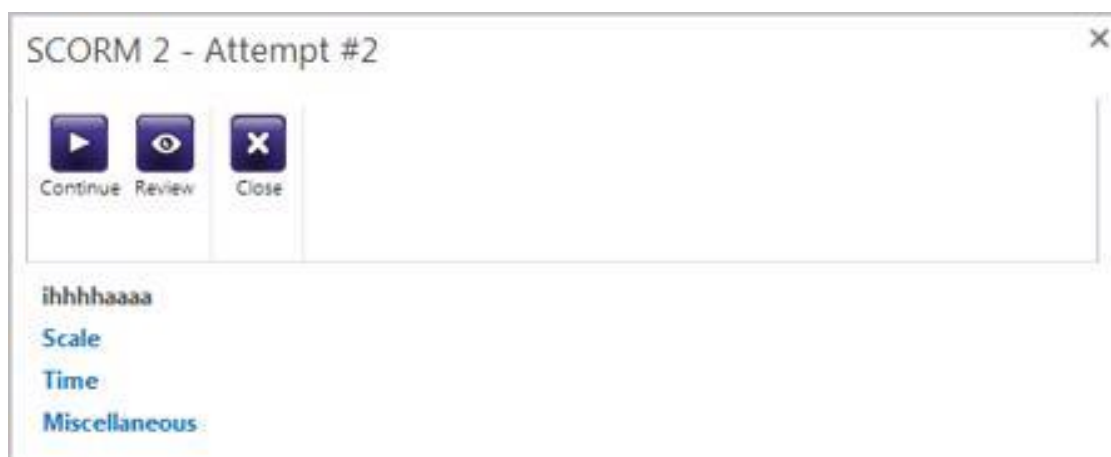 SCORM 2 - Attempt #2
Continue Review Close
ihhhhaaaa
Scale
Time
Miscellaneous